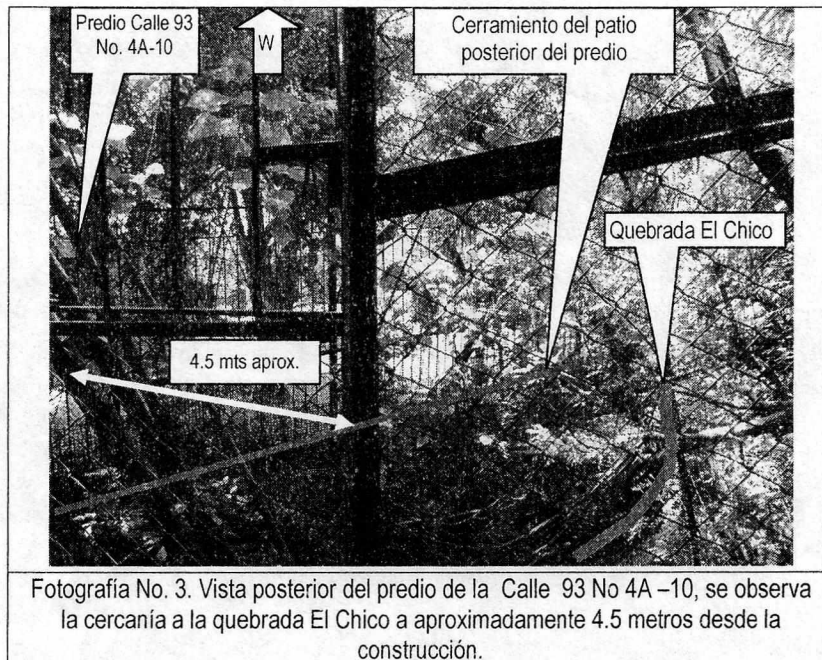 Predio Calle 93
No. 4A-10
W
Cerramiento del patio
posterior del predio
Quebrada El Chico
4.5 mts aprox.
Fotografía No. 3. Vista posterior del predio de la Calle 93 No 4A –10, se observa
la cercanía a la quebrada El Chico a aproximadamente 4.5 metros desde la
construcción.